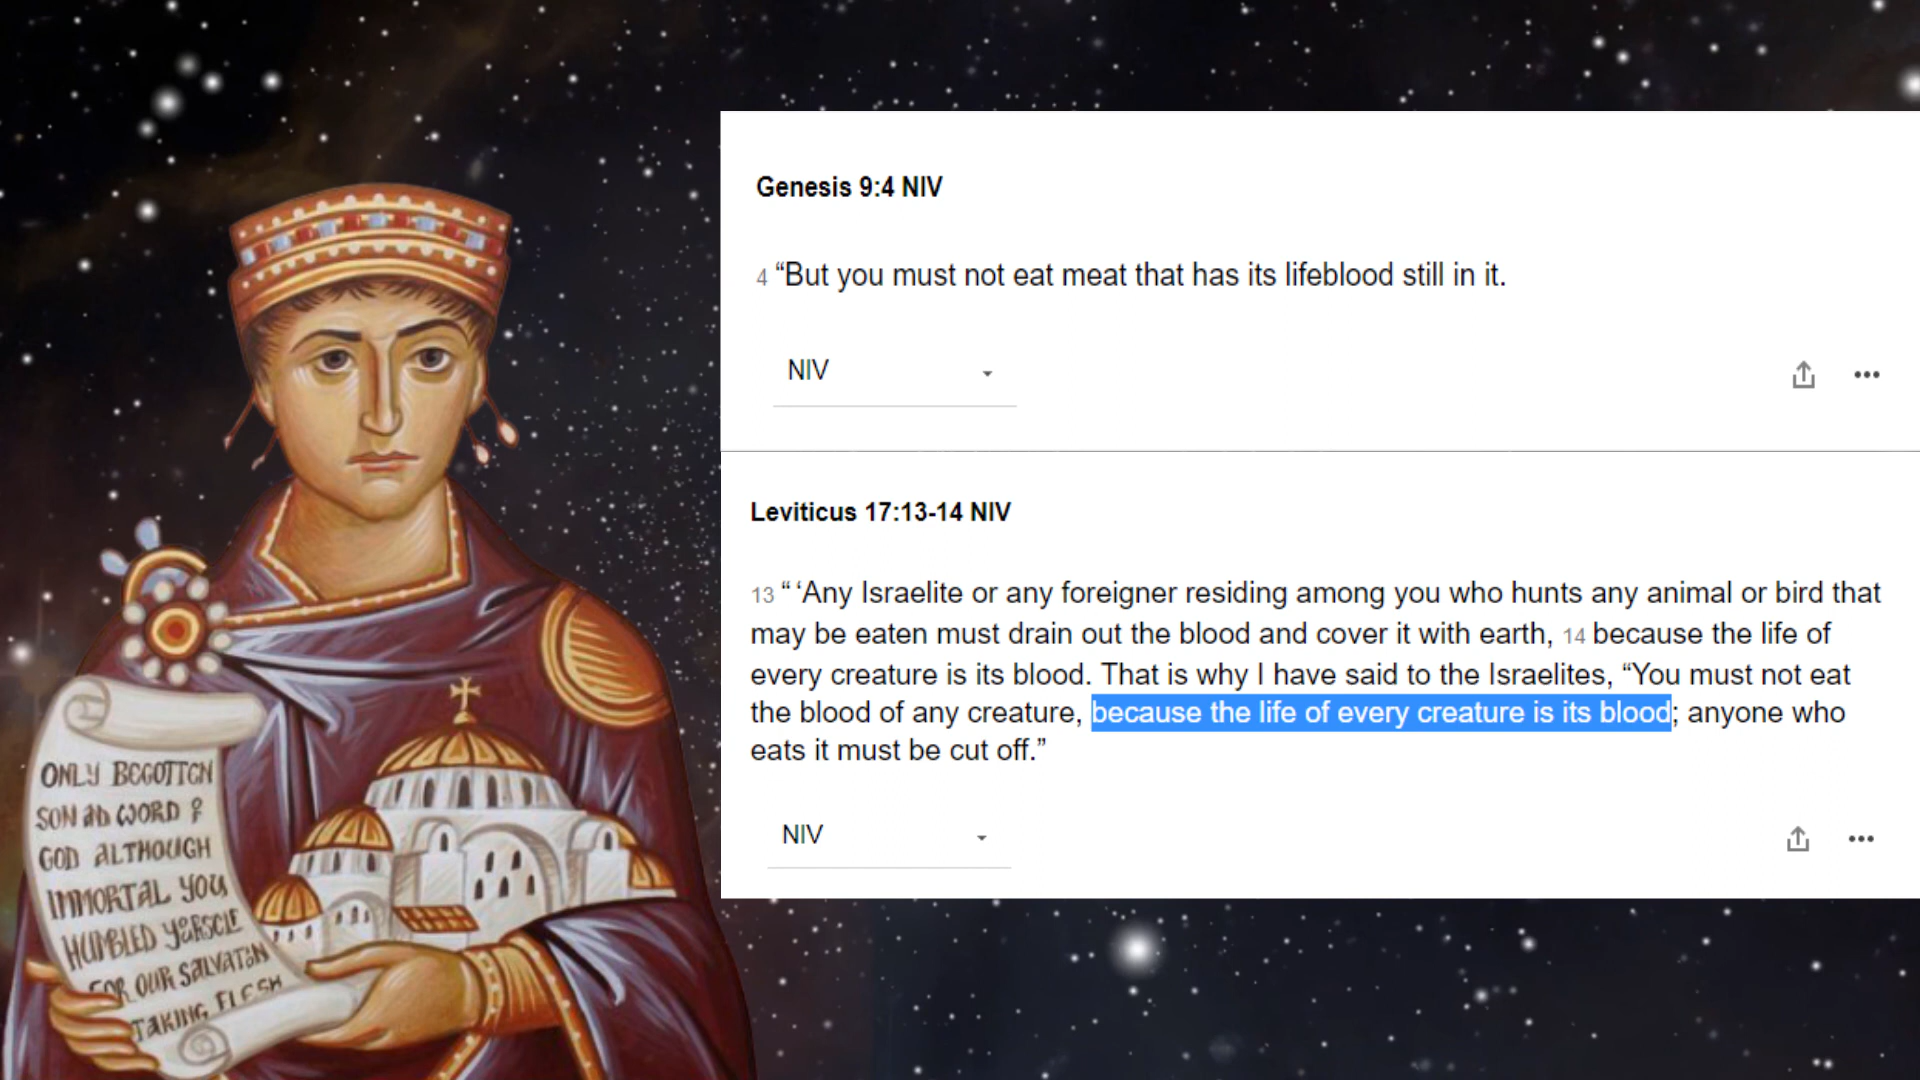 Genesis 9:4 NIV
4 “But you must not eat meat that has its lifeblood still in it.
NIV
Leviticus 17:13-14 NIV
13 “ ‘Any Israelite or any foreigner residing among you who hunts any animal or bird that
may be eaten must drain out the blood and cover it with earth, 14 because the life of
every creature is its blood. That is why I have said to the Israelites, “You must not eat
the blood of any creature, because the life of every creature is its blood; anyone who
eats it must be cut off.”
NIV
ONLY BEGOTTEN
SON AND WORD OF
GOD ALTHOUGH
IMMORTAL YOU
HUMBLED YOURSELF
FOR OUR SALVATION
TAKING FLESH